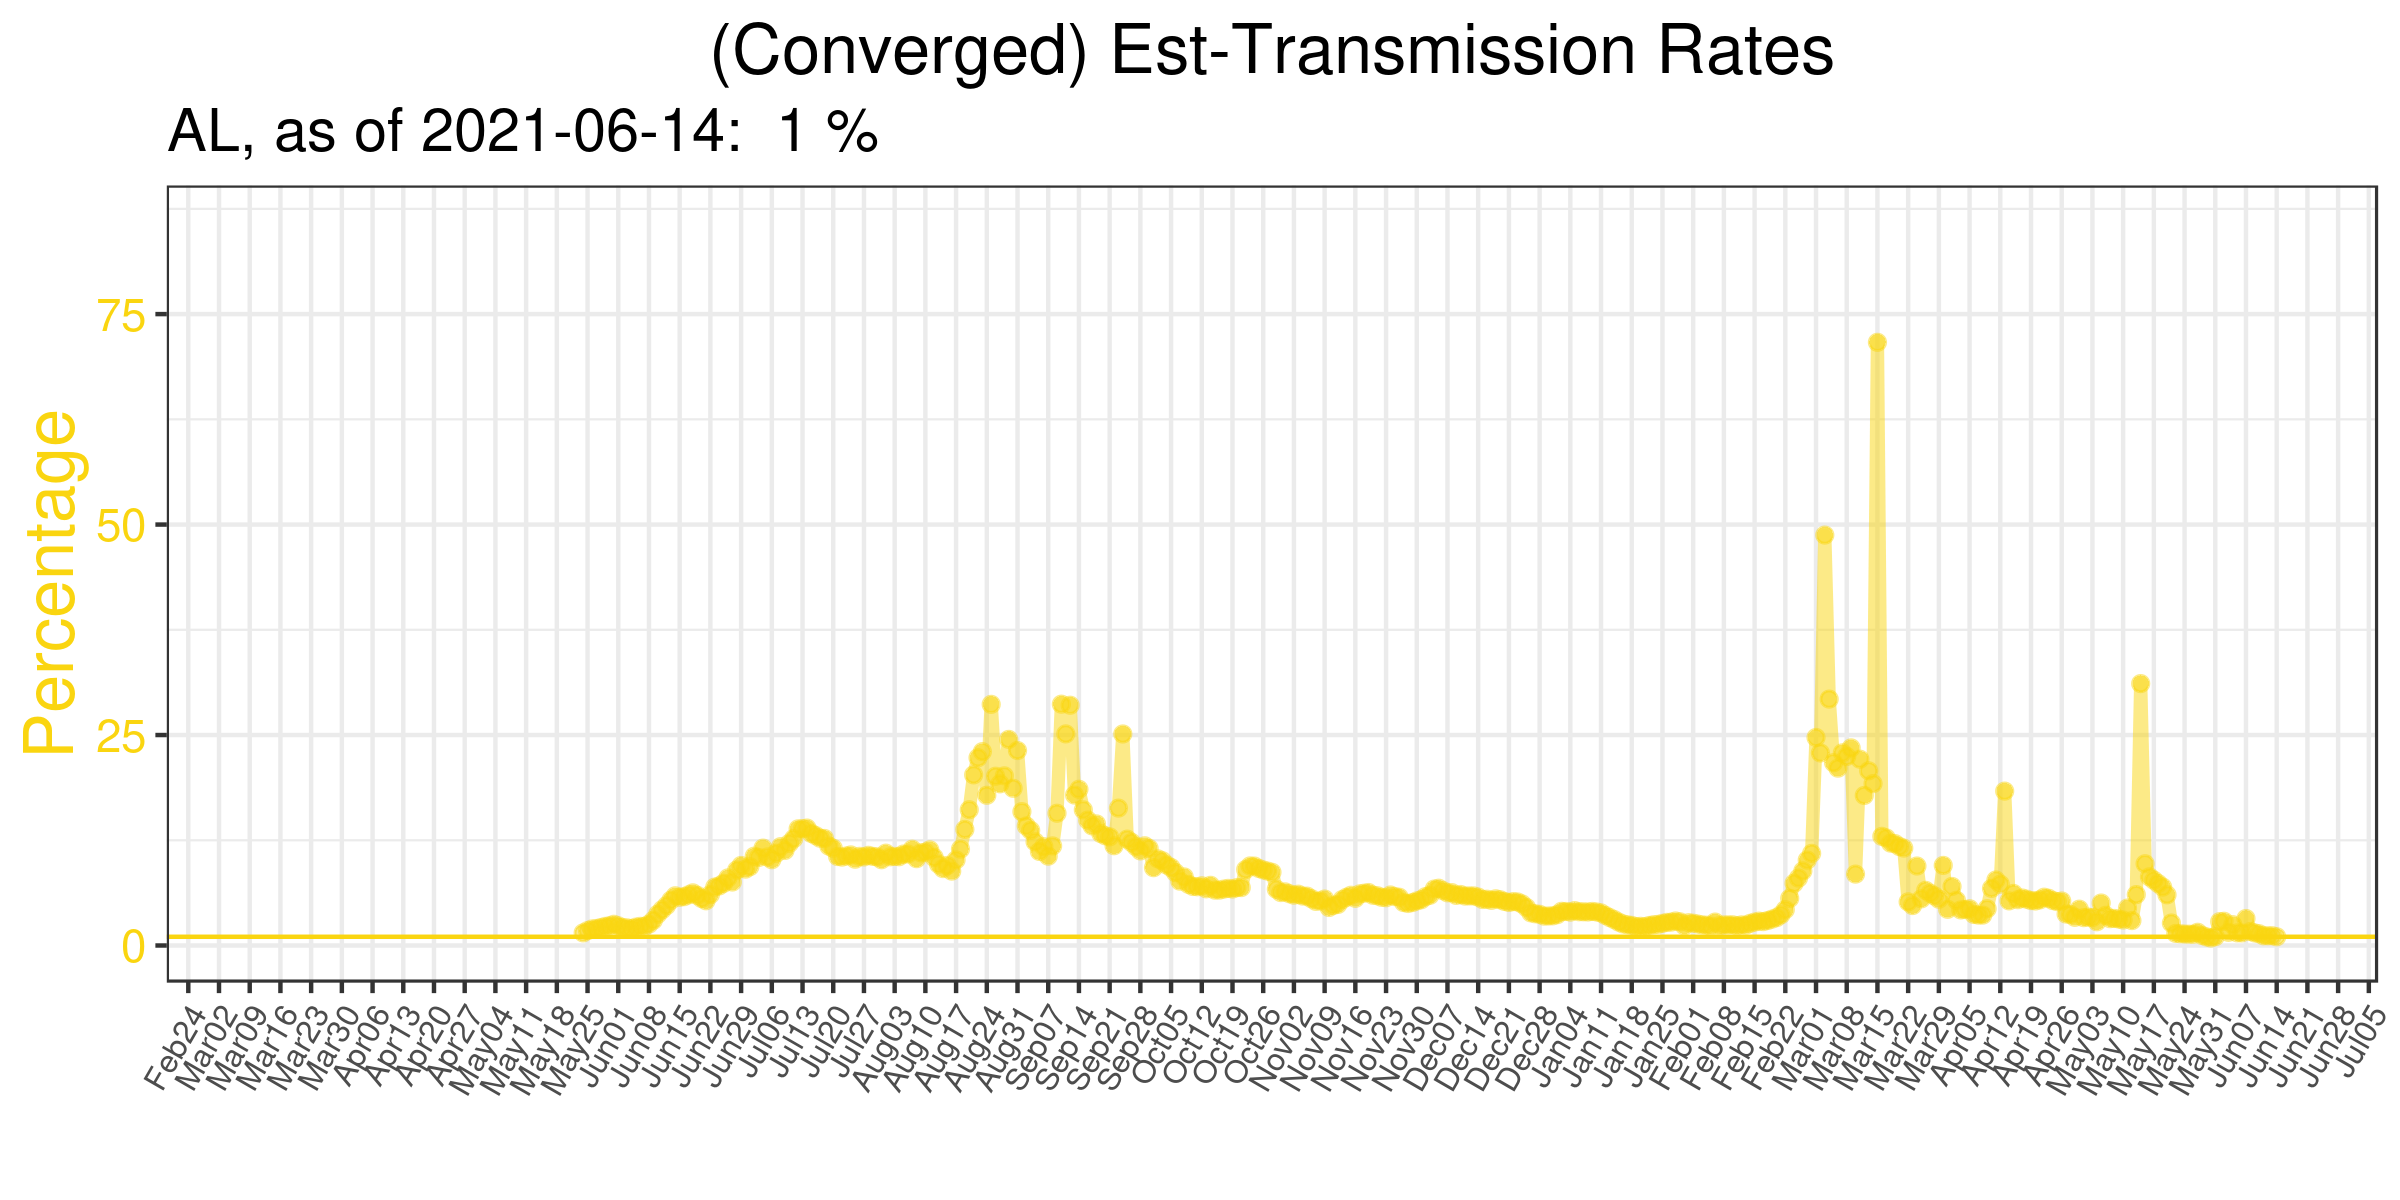 (Converged) Est-Transmission Rates
AL, as of 2021-06-14:  1 %
Percentage
75
50
25
0
Feb24
Mar02
Mar09
Mar16
Mar23
Mar30
Apr06
Apr13
Apr20
Apr27
May04
May11
May18
May25
Jun01
Jun08
Jun15
Jun22
Jun29
Jul06
Jul13
Jul20
Jul27
Aug03
Aug10
Aug17
Aug24
Aug31
Sep07
Sep14
Sep21
Sep28
Oct05
Oct12
Oct19
Oct26
Nov02
Nov09
Nov16
Nov23
Nov30
Dec07
Dec14
Dec21
Dec28
Jan04
Jan11
Jan18
Jan25
Feb01
Feb08
Feb15
Feb22
Mar01
Mar08
Mar15
Mar22
Mar29
Apr05
Apr12
Apr19
Apr26
May03
May10
May17
May24
May31
Jun07
Jun14
Jun21
Jun28
Jul05